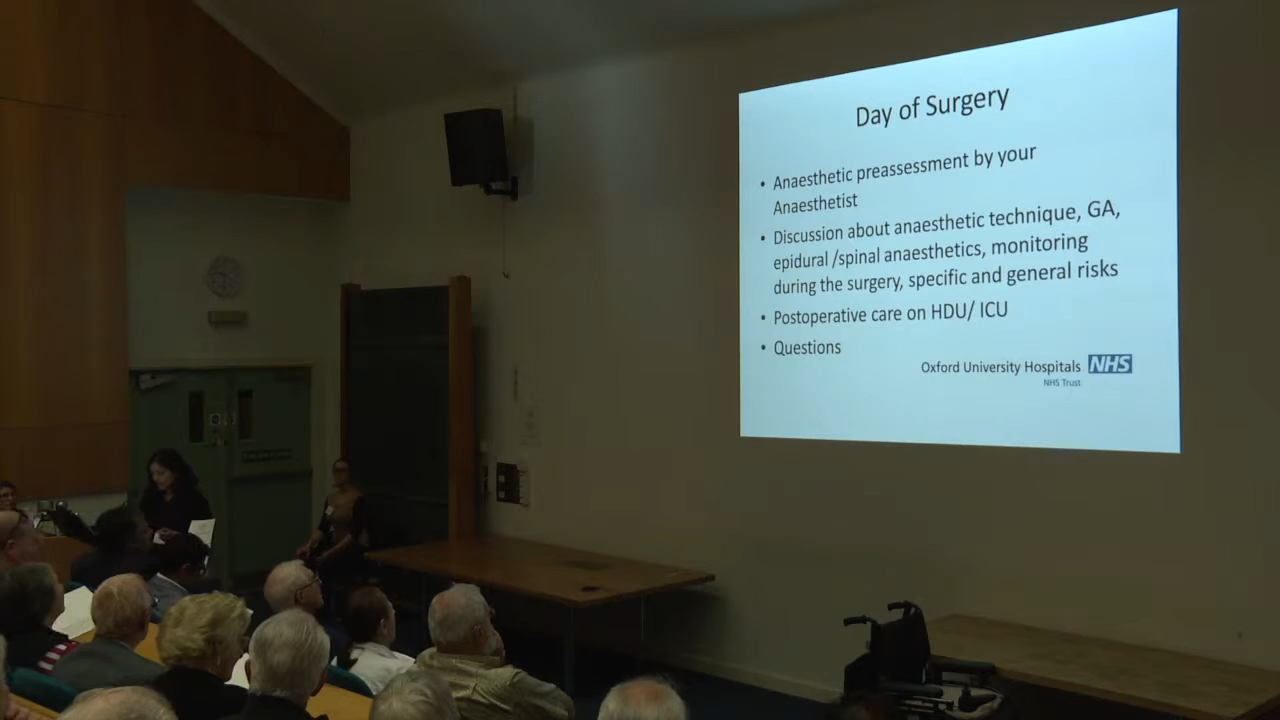 Day of Surgery
• Anaesthetic preassessment by your
Anaesthetist
• Discussion about anaesthetic technique, GA,
epidural /spinal anaesthetics, monitoring
during the surgery, specific and general risks
• Postoperative care on HDU/ ICU
• Questions
Oxford University Hospitals NHS
NHS Trust